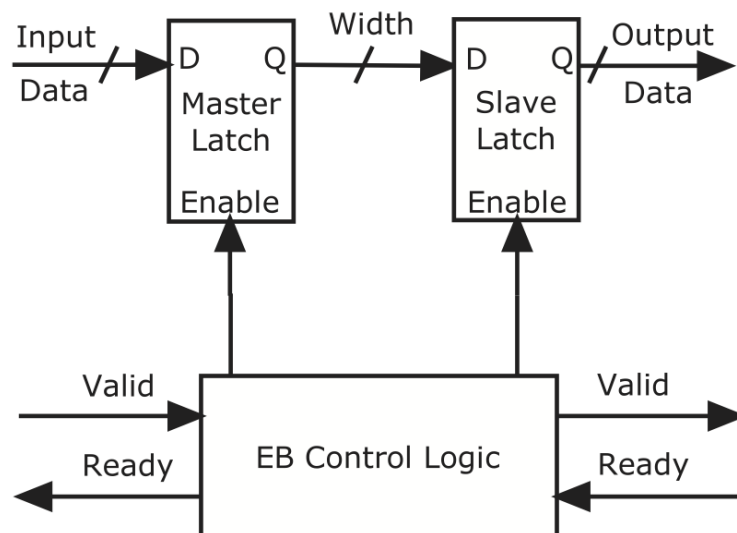 Input
Data
D Q
Master
Latch
Enable
Width
D Q
Slave
Latch
Enable
Output
Data
Valid
Ready
EB Control Logic
Valid
Ready